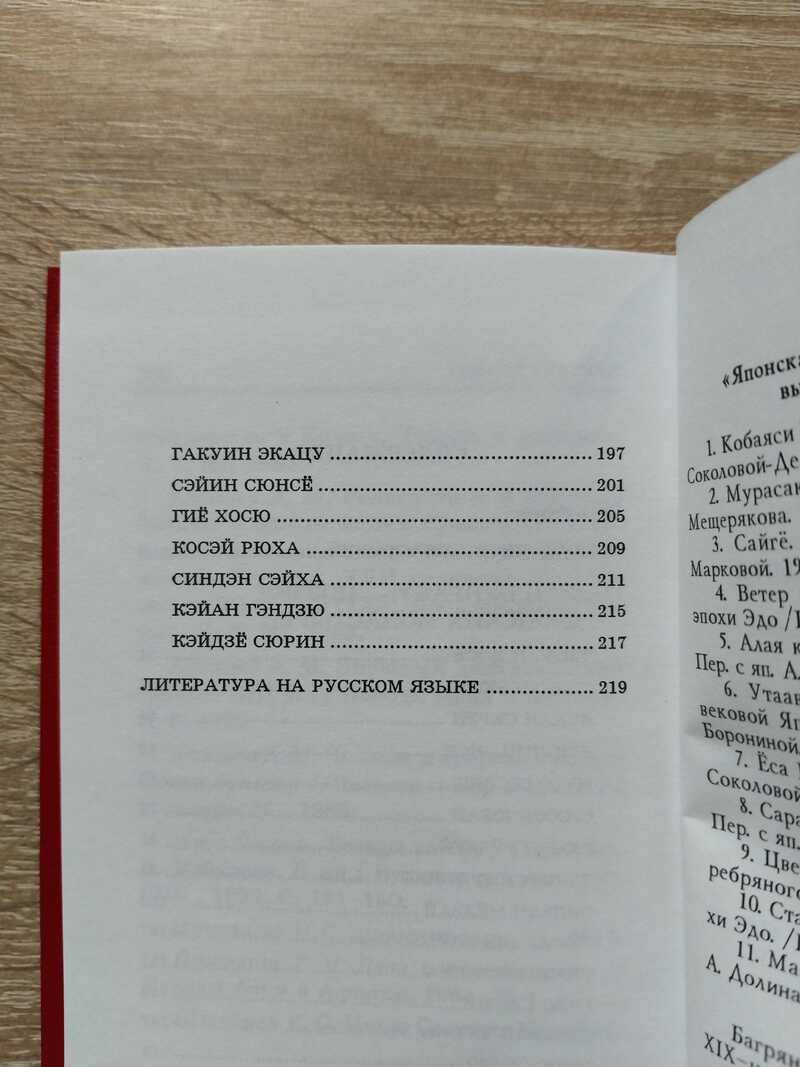 ГАКУИН ЭКАЦУ ........................................ 197
СЭЙИН СЮНСЁ ......................................... 201
ГИЁ ХОСЮ ................................................ 205
КОСЭЙ РЮХА ........................................... 209
СИНДЭН СЭЙХА ........................................ 211
КЭЙАН ГЭНДЗЮ ........................................ 215
КЭЙДЗЁ СЮРИН ........................................ 217
ЛИТЕРАТУРА НА РУССКОМ ЯЗЫКЕ ................ 219
«Японска
вы
1. Кобаяси
Соколовой-Де
2. Мурасак
Мещерякова.
3. Сайгё.
Марковой. 19
4. Ветер
эпохи Эдо /
5. Алая к
Пер. с яп. А
6. Утаан
вековой Яп
Борониной
7. Ёса
Соколовой
8. Сара
Пер. с яп.
9. Цве
ребряного
10. Ста
хи Эдо. /
11. Ма
А. Долина
Багрян
XIX–